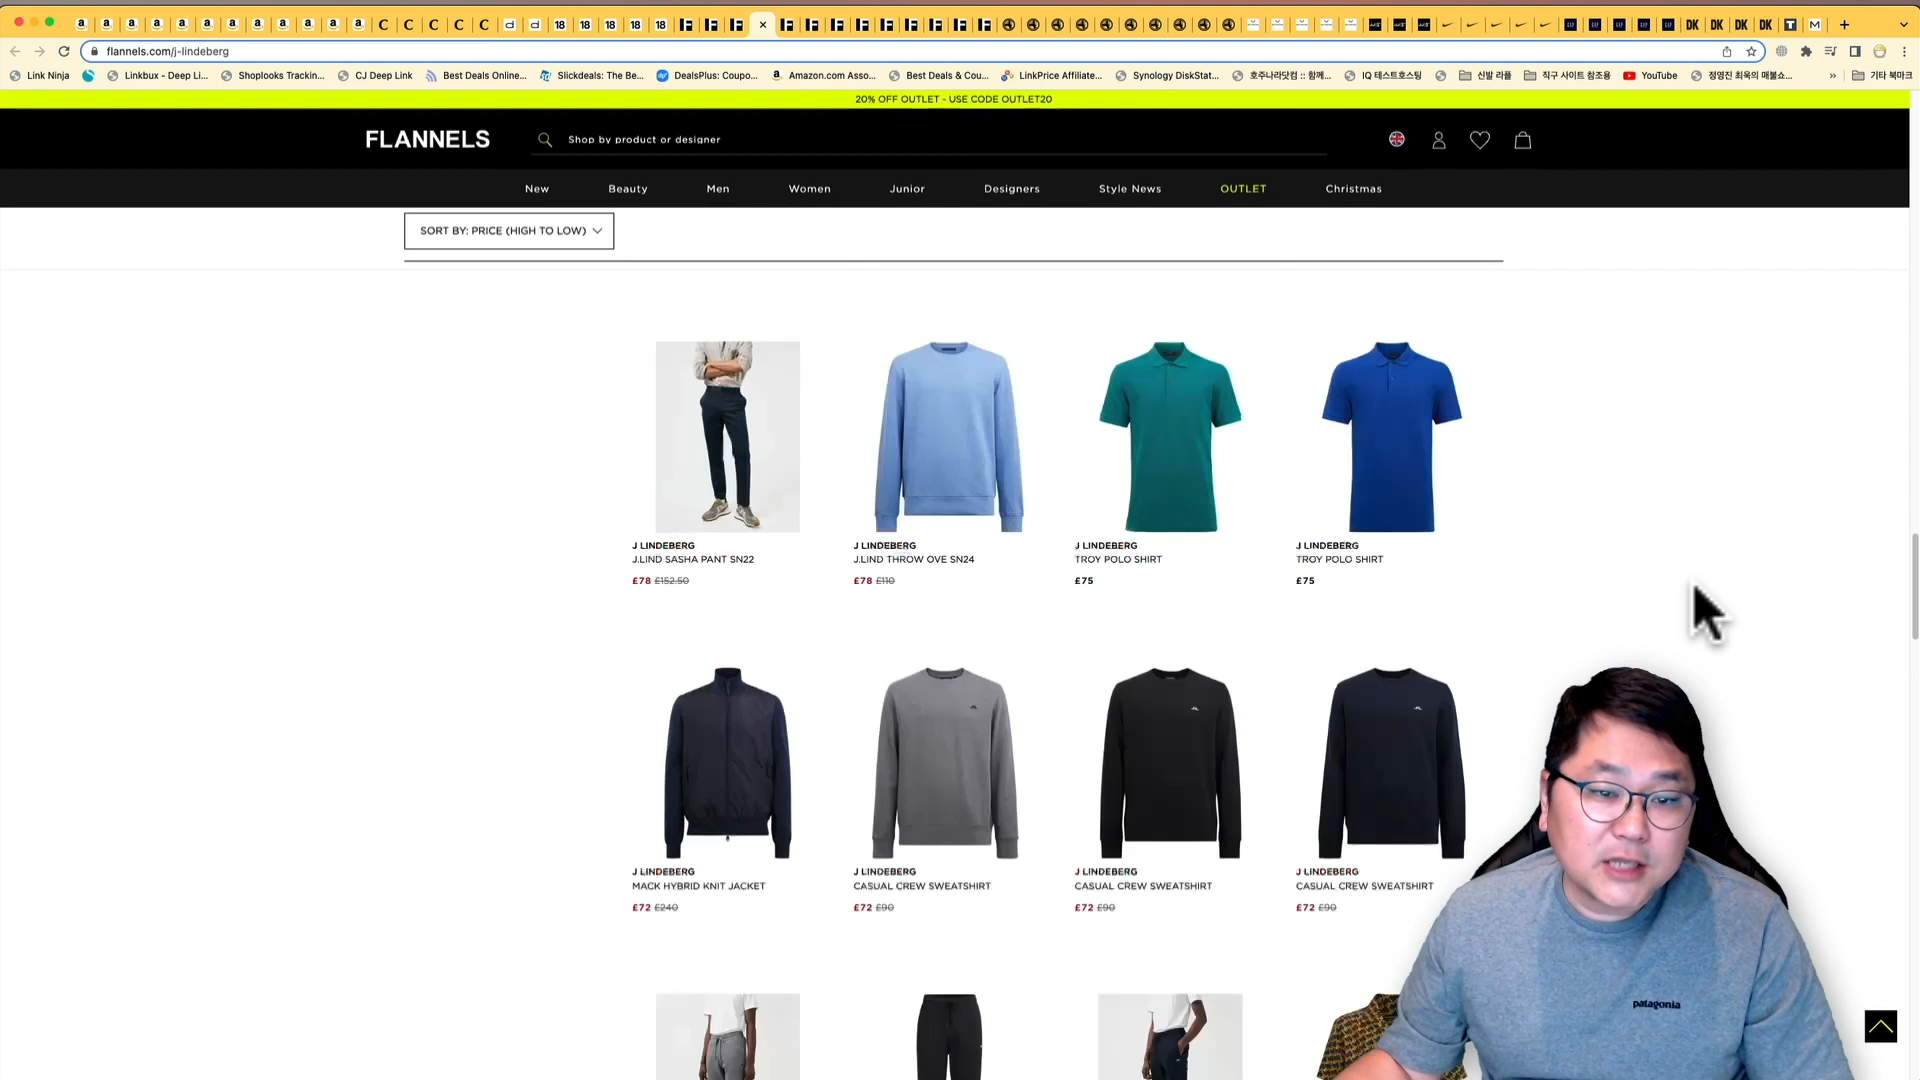 flannels.com/j-lindeberg
Link Ninja
Linkbux - Deep Li...
Shoplooks Trackin...
CJ Deep Link
Best Deals Online...
Slickdeals: The Be...
DealsPlus: Coupo...
Amazon.com Asso...
Best Deals & Cou...
LinkPrice Affiliate...
Synology DiskStat...
호주나라닷컴 :: 함께...
IQ 테스트호스팅
신발 라플
직구 사이트 참조용
YouTube
정영진 최욱의 매불쇼...
»
기타 북마크
20% OFF OUTLET - USE CODE OUTLET20
FLANNELS
Shop by product or designer
New Beauty Men Women Junior Designers Style News OUTLET Christmas
SORT BY: PRICE (HIGH TO LOW)
J LINDEBERG
J.LIND SASHA PANT SN22
£78 £152.50
J LINDEBERG
J.LIND THROW OVE SN24
£78 £110
J LINDEBERG
TROY POLO SHIRT
£75
J LINDEBERG
TROY POLO SHIRT
£75
J LINDEBERG
MACK HYBRID KNIT JACKET
£72 £240
J LINDEBERG
CASUAL CREW SWEATSHIRT
£72 £90
J LINDEBERG
CASUAL CREW SWEATSHIRT
£72 £90
J LINDEBERG
CASUAL CREW SWEATSHIRT
£72 £90
patagonia